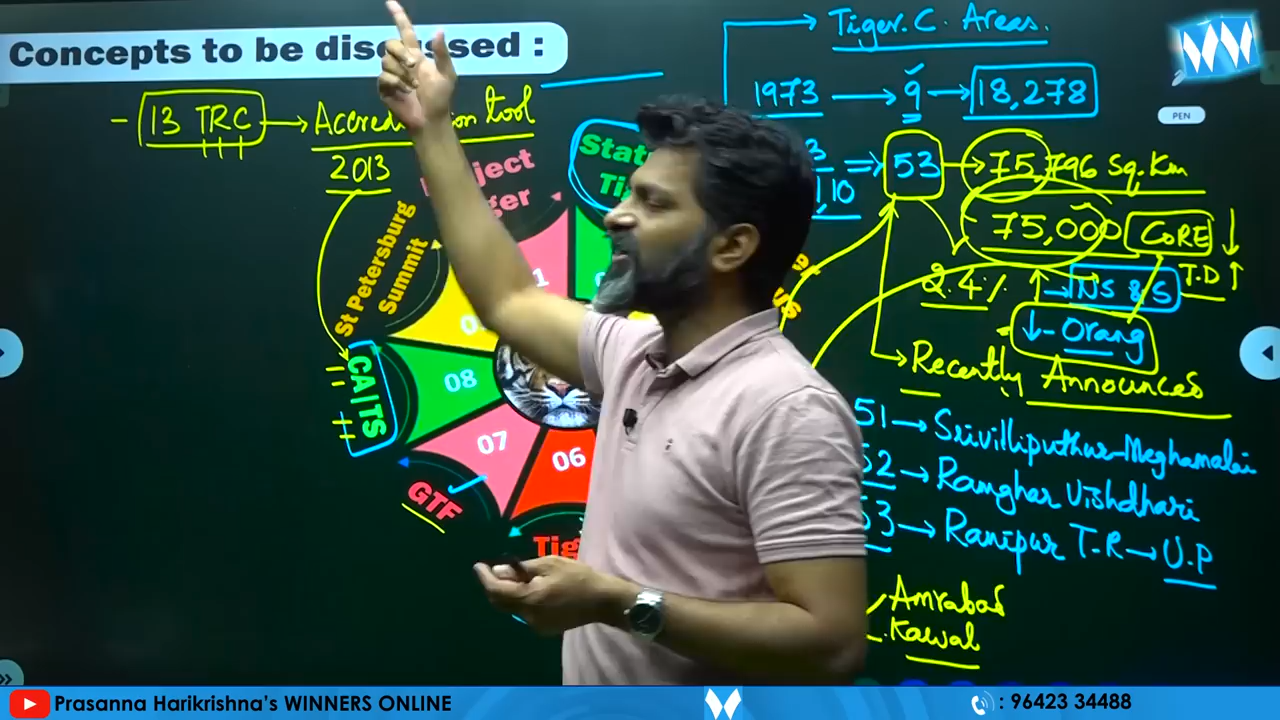 Concepts to be discussed :
Tiger. C. Areas.
1973 → 9 → 18,278
- 13 TRC → Accreditation tool
2013
⇒ 53 → 75,796 Sq. Km
75,000 CORE ↓
2.4% ↑ → NS & S T.D ↑
↓- Orang
Recently Announces
51 → Srivilliputhur-Meghamalai
52 → Ramghar Vishdhari
53 → Ranipur T.R → U.P
Amrabad
Kawal
Project
Tiger
St Petersburg
Summit
CA|TS
GTF
1
08
07
06
PEN
Prasanna Harikrishna's WINNERS ONLINE
: 96423 34488